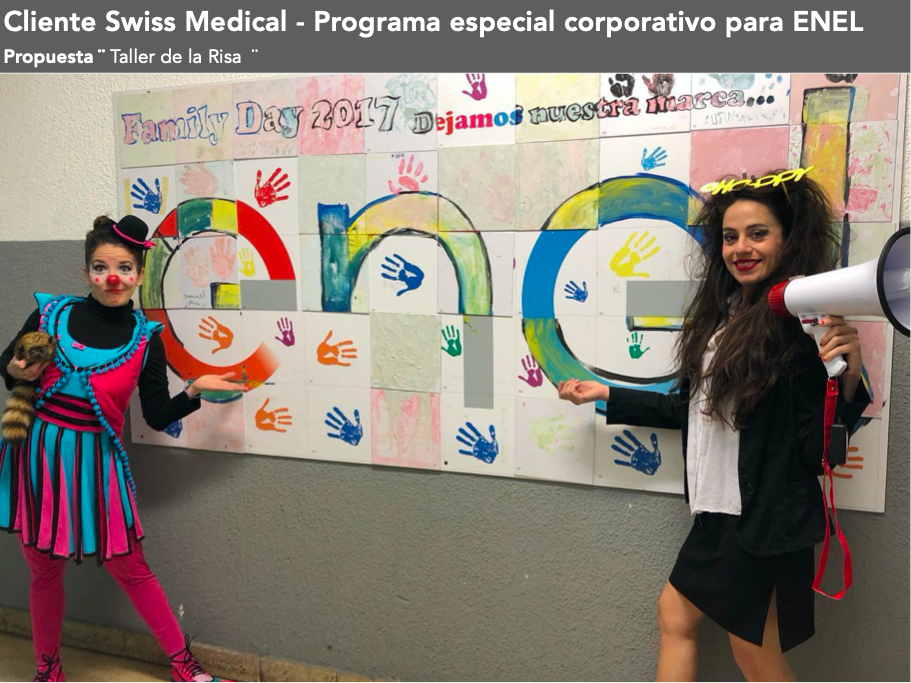 Cliente Swiss Medical - Programa especial corporativo para ENEL
Propuesta ¨ Taller de la Risa ¨
Family Day 2017 Dejamos nuestra marca...
HAPPY
enel